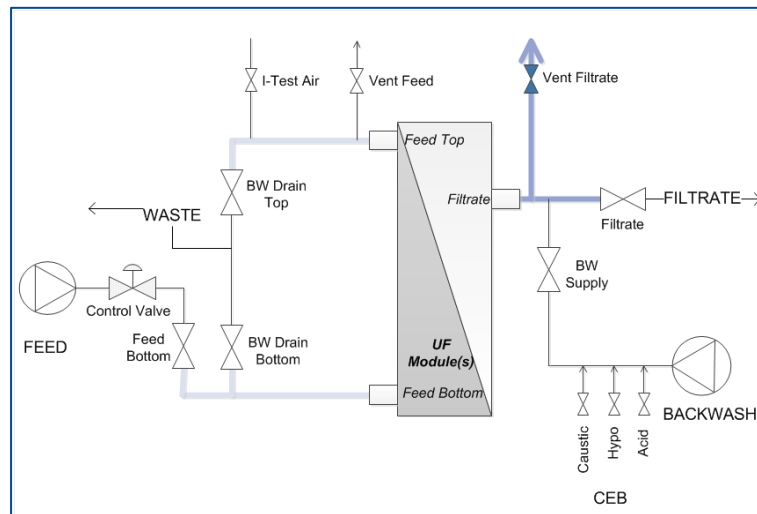 I-Test Air
Vent Feed
Vent Filtrate
Feed Top
BW Drain
Top
Filtrate
WASTE
FILTRATE
Filtrate
BW
Supply
Control Valve
FEED
Feed
Bottom
BW Drain
Bottom
UF
Module(s)
Feed Bottom
BACKWASH
Caustic
Hypo
Acid
CEB